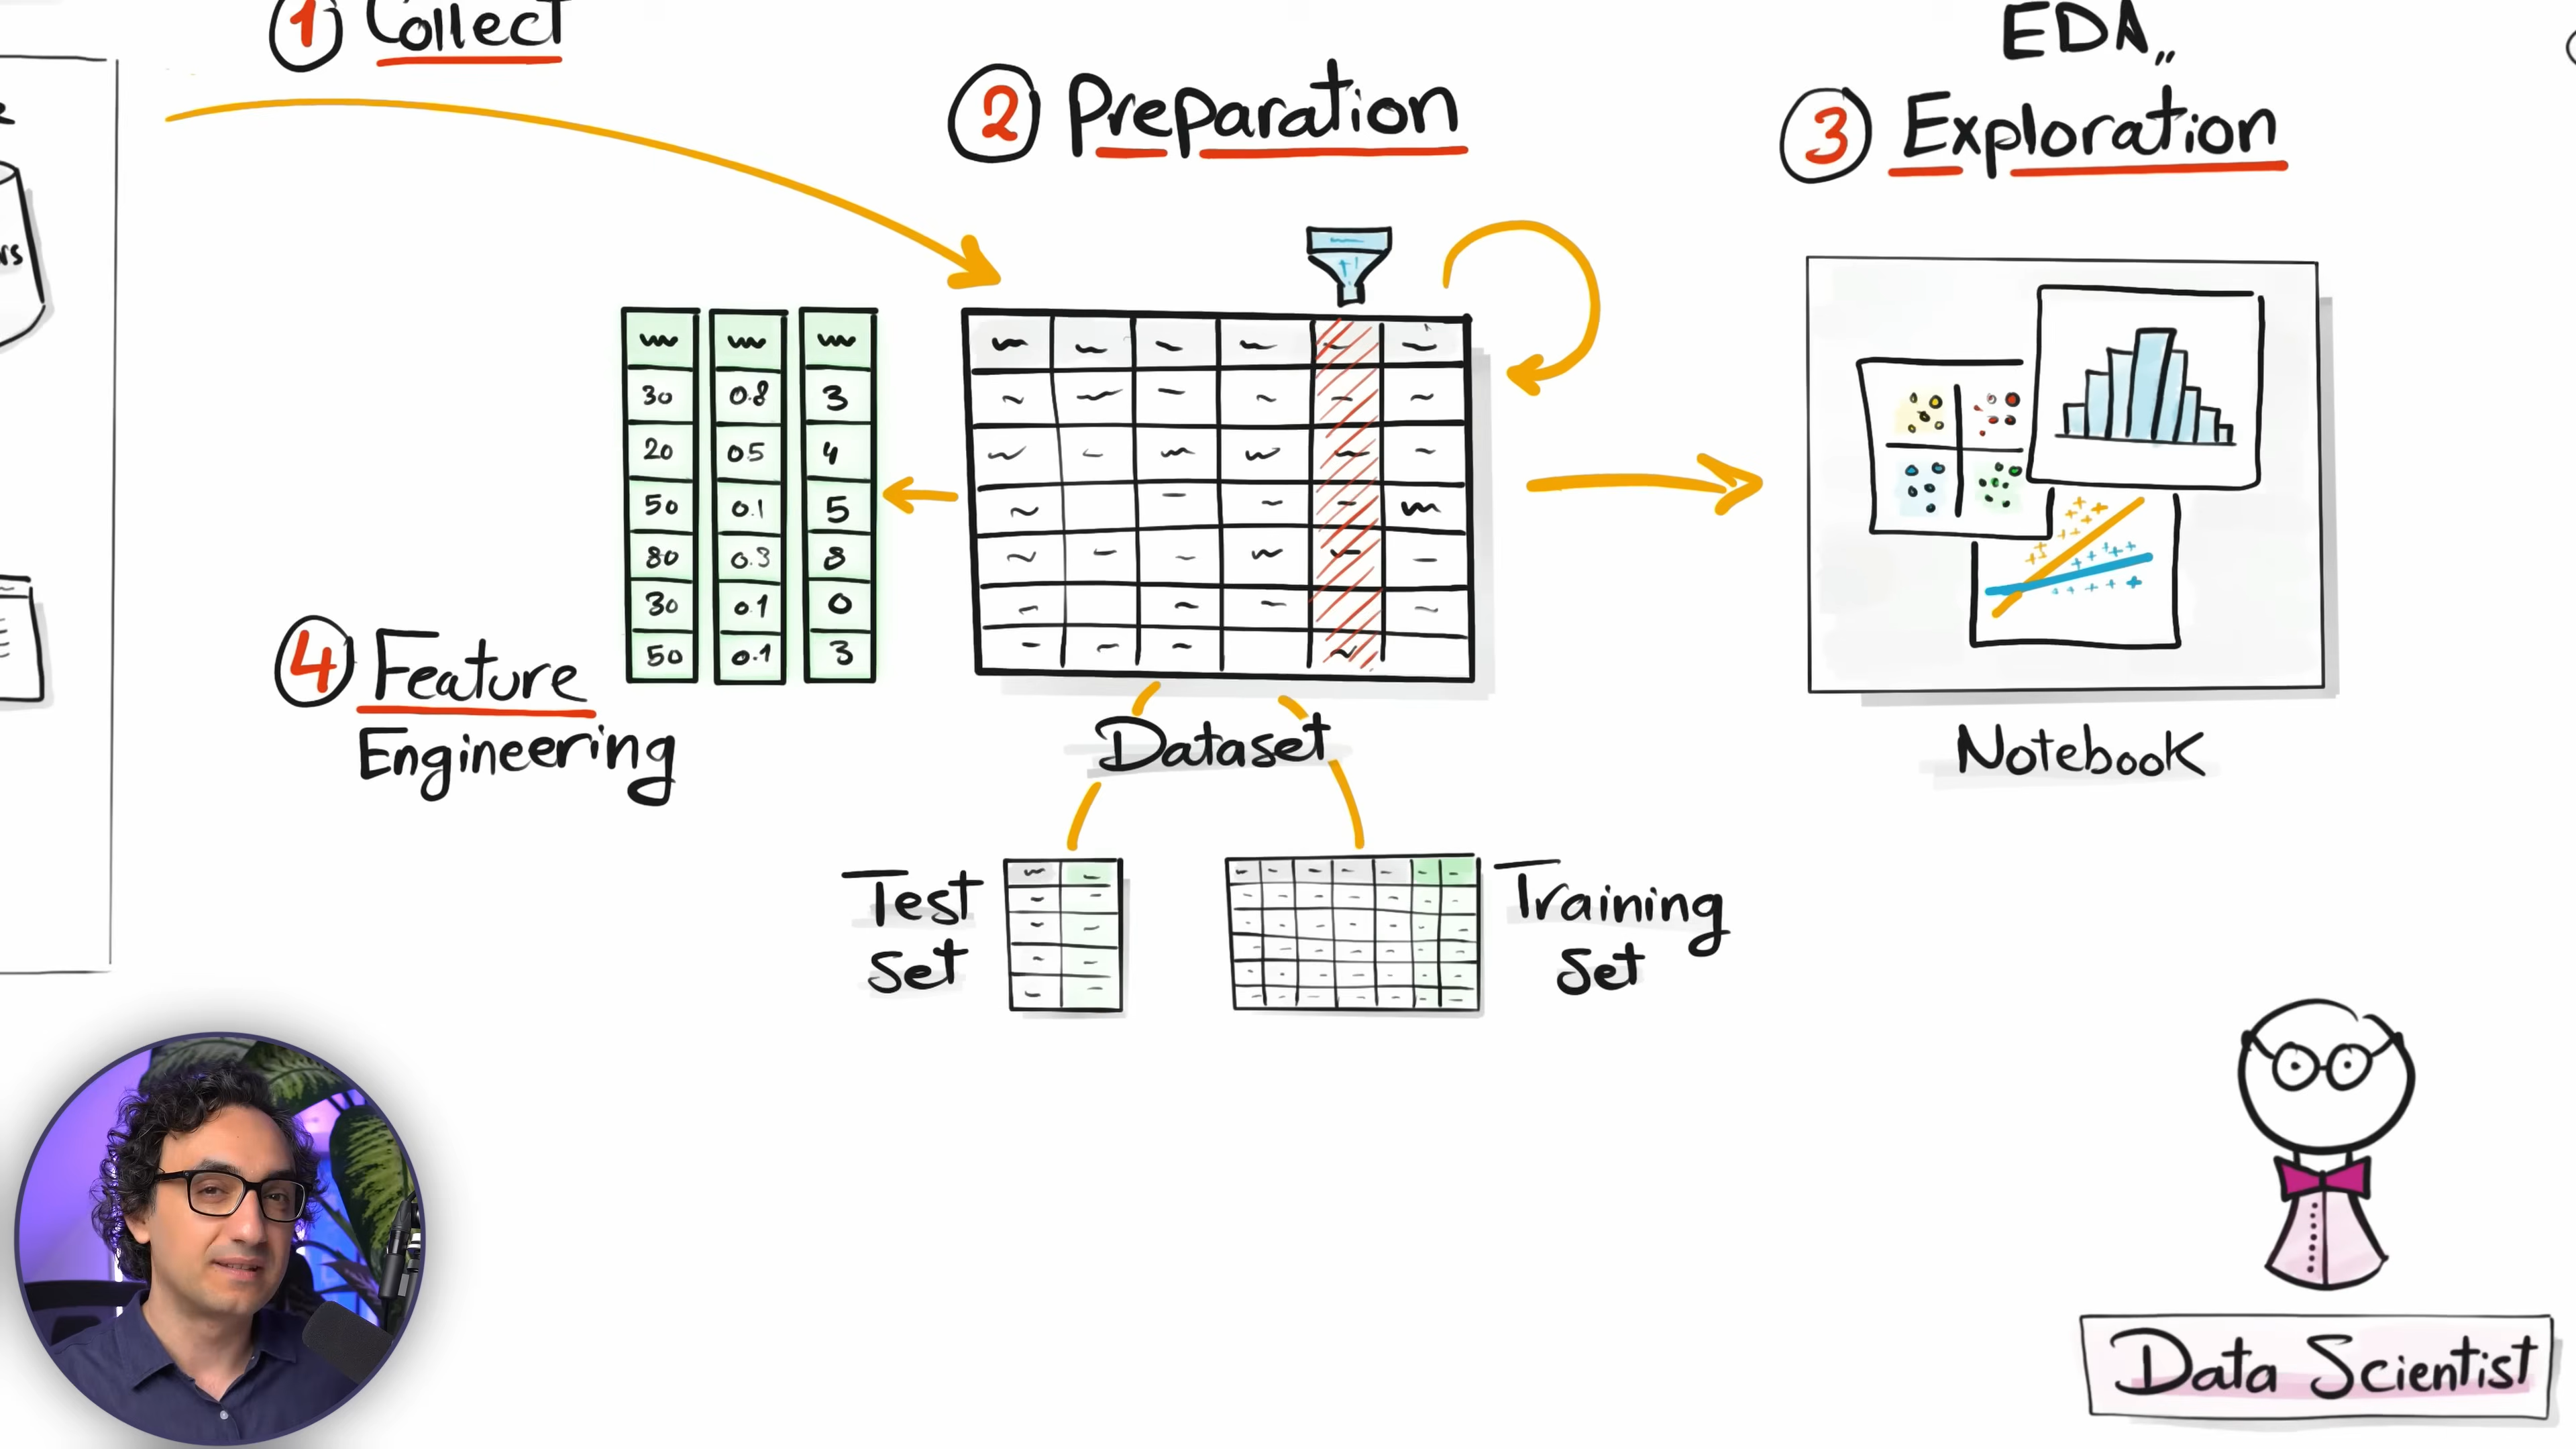 1 Collect
2 Preparation
EDA
3 Exploration
30 0.8 3
20 0.5 4
50 0.1 5
80 0.3 8
30 0.1 0
50 0.1 3
4 Feature
Engineering
Dataset
Notebook
Test
Set
Training
Set
Data Scientist